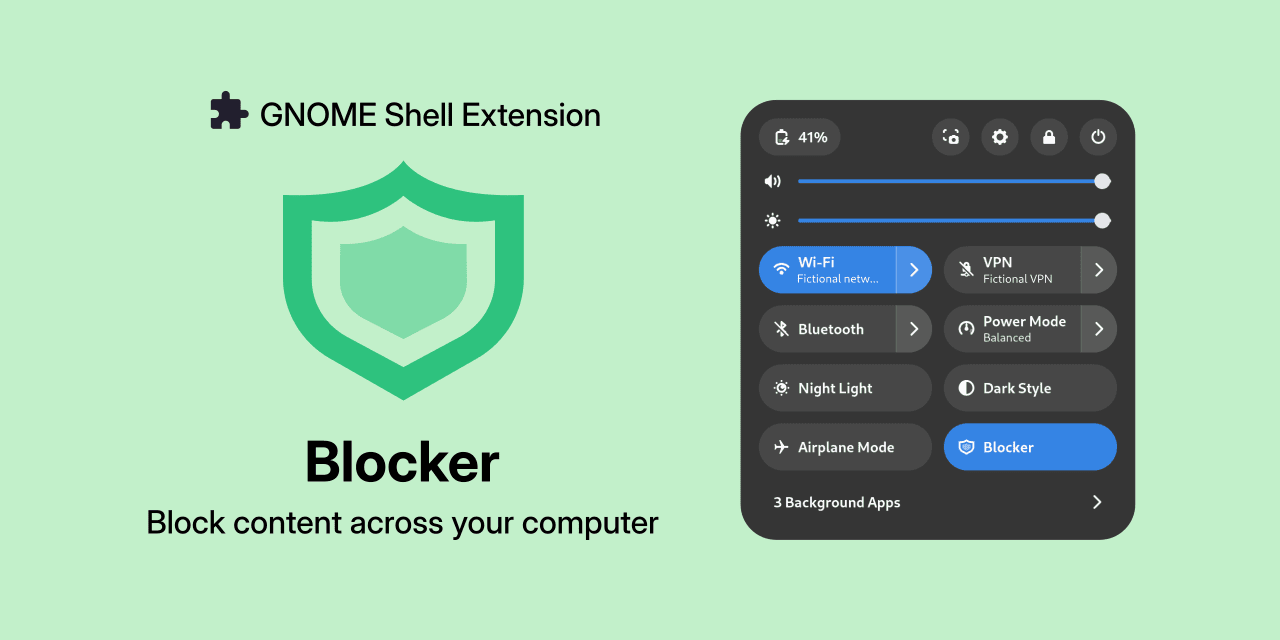 GNOME Shell Extension
Blocker
Block content across your computer
41%
Wi-Fi
Fictional netw...
VPN
Fictional VPN
Bluetooth
Power Mode
Balanced
Night Light
Dark Style
Airplane Mode
Blocker
3 Background Apps